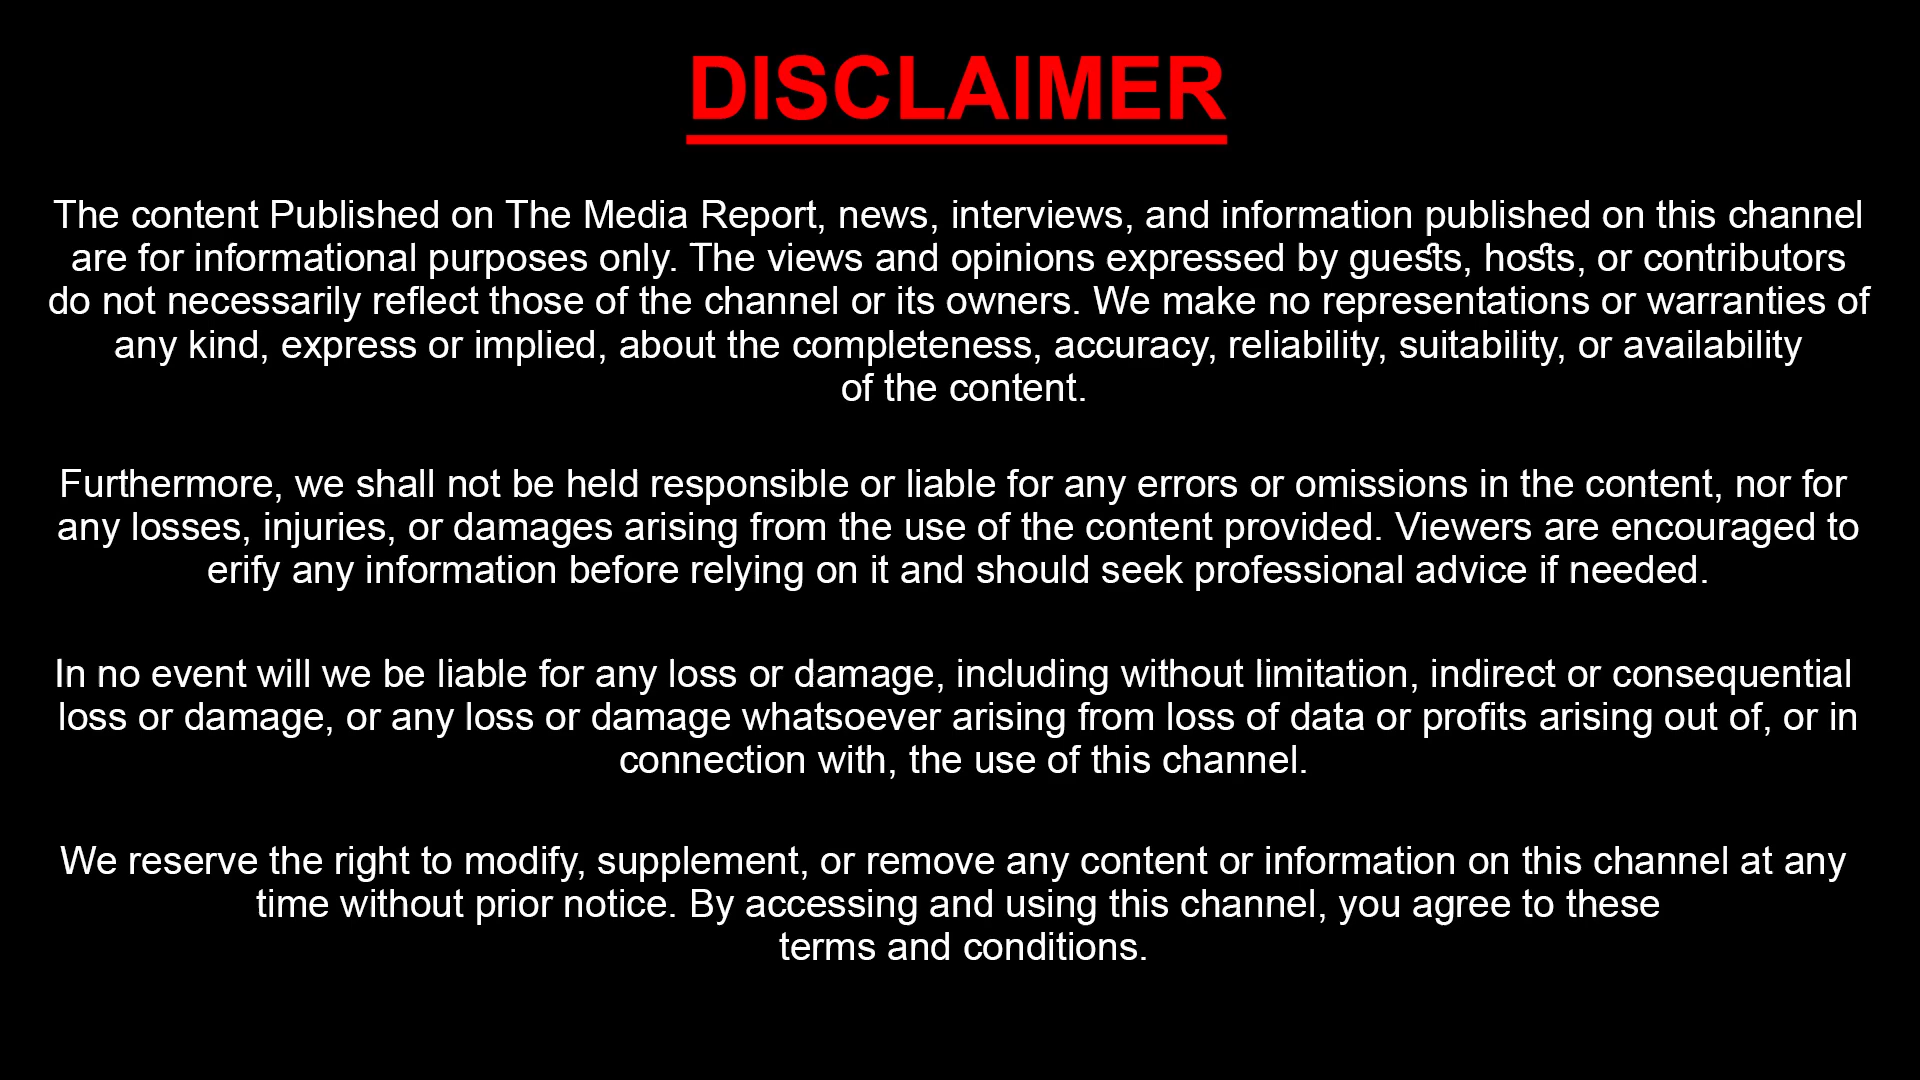 DISCLAIMER
The content Published on The Media Report, news, interviews, and information published on this channel
are for informational purposes only. The views and opinions expressed by guests, hosts, or contributors
do not necessarily reflect those of the channel or its owners. We make no representations or warranties of
any kind, express or implied, about the completeness, accuracy, reliability, suitability, or availability
of the content.
Furthermore, we shall not be held responsible or liable for any errors or omissions in the content, nor for
any losses, injuries, or damages arising from the use of the content provided. Viewers are encouraged to
erify any information before relying on it and should seek professional advice if needed.
In no event will we be liable for any loss or damage, including without limitation, indirect or consequential
loss or damage, or any loss or damage whatsoever arising from loss of data or profits arising out of, or in
connection with, the use of this channel.
We reserve the right to modify, supplement, or remove any content or information on this channel at any
time without prior notice. By accessing and using this channel, you agree to these
terms and conditions.